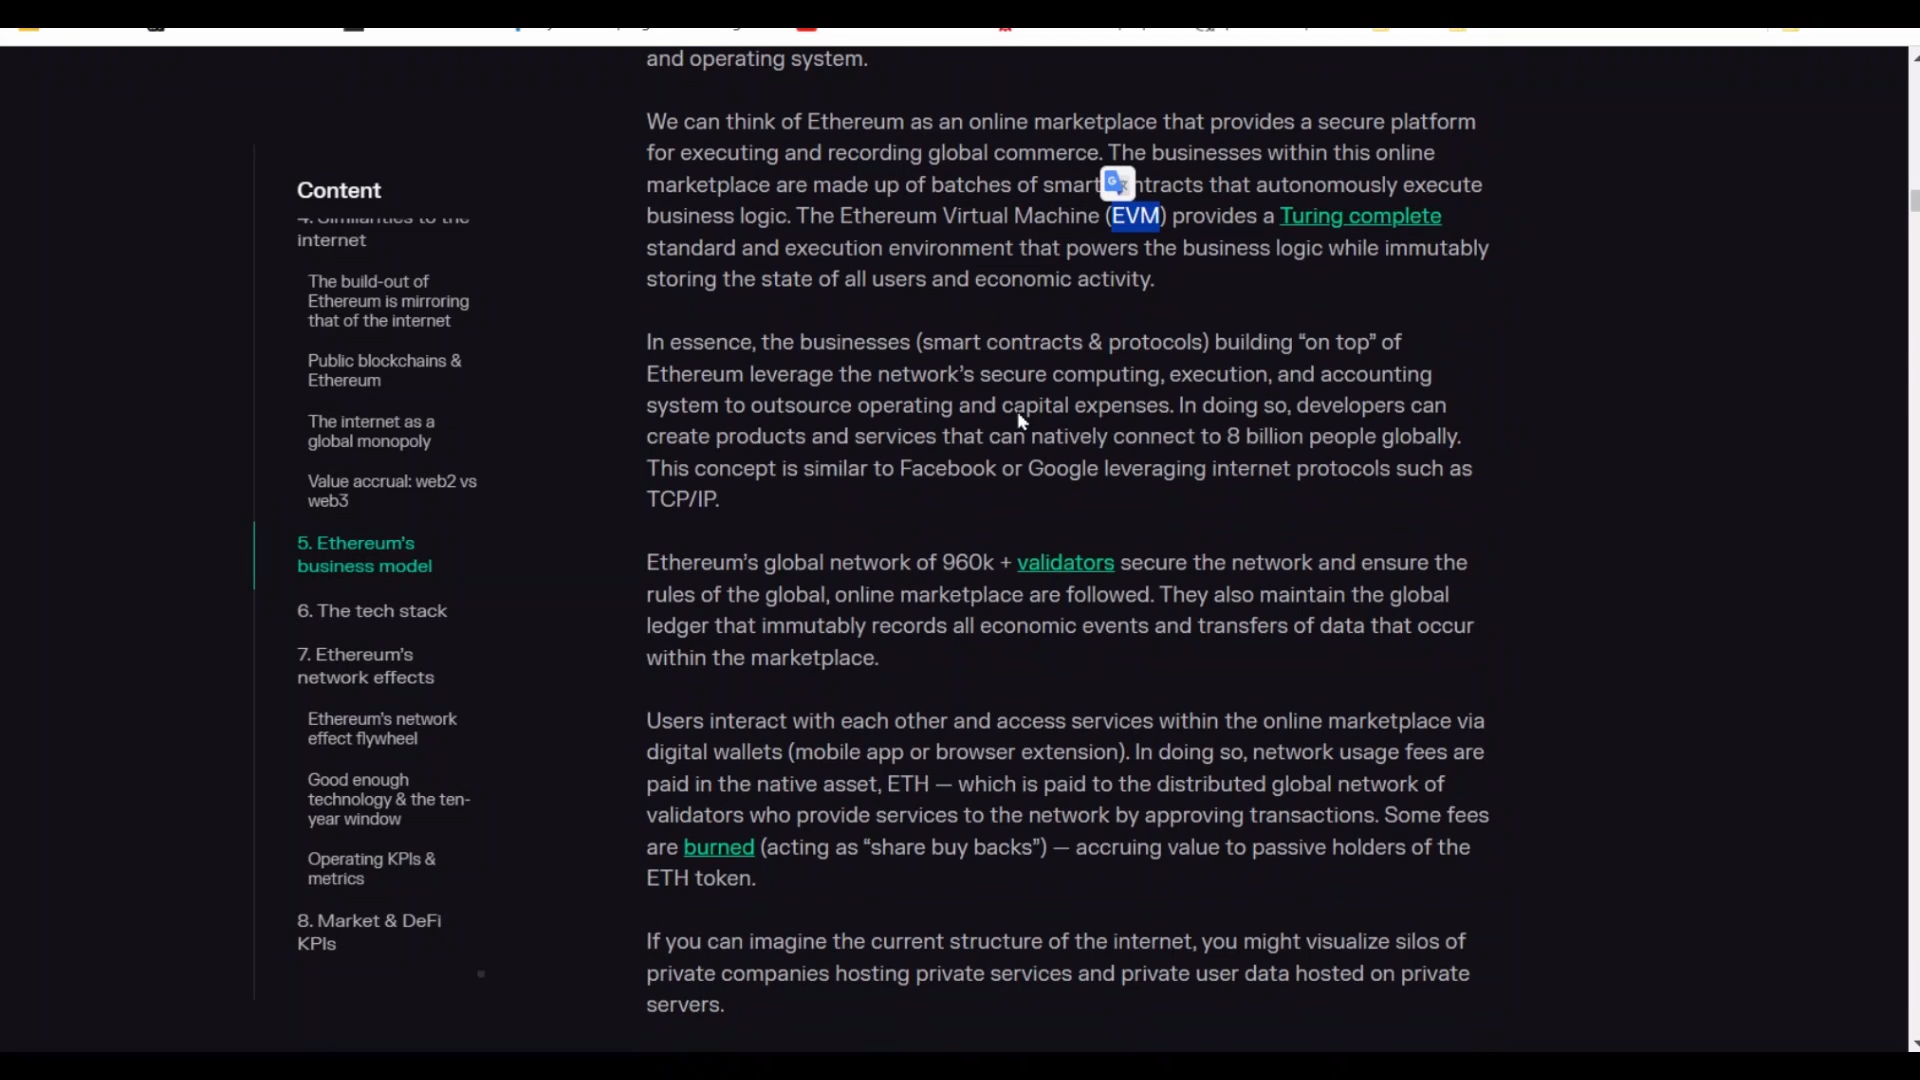 and operating system.
We can think of Ethereum as an online marketplace that provides a secure platform
for executing and recording global commerce. The businesses within this online
marketplace are made up of batches of smart ntracts that autonomously execute
business logic. The Ethereum Virtual Machine (EVM) provides a Turing complete
standard and execution environment that powers the business logic while immutably
storing the state of all users and economic activity.
In essence, the businesses (smart contracts & protocols) building “on top” of
Ethereum leverage the network’s secure computing, execution, and accounting
system to outsource operating and capital expenses. In doing so, developers can
create products and services that can natively connect to 8 billion people globally.
This concept is similar to Facebook or Google leveraging internet protocols such as
TCP/IP.
Ethereum’s global network of 960k + validators secure the network and ensure the
rules of the global, online marketplace are followed. They also maintain the global
ledger that immutably records all economic events and transfers of data that occur
within the marketplace.
Users interact with each other and access services within the online marketplace via
digital wallets (mobile app or browser extension). In doing so, network usage fees are
paid in the native asset, ETH — which is paid to the distributed global network of
validators who provide services to the network by approving transactions. Some fees
are burned (acting as “share buy backs”) — accruing value to passive holders of the
ETH token.
If you can imagine the current structure of the internet, you might visualize silos of
private companies hosting private services and private user data hosted on private
servers.
Content
4. Similarities to the
internet
The build-out of
Ethereum is mirroring
that of the internet
Public blockchains &
Ethereum
The internet as a
global monopoly
Value accrual: web2 vs
web3
5. Ethereum’s
business model
6. The tech stack
7. Ethereum’s
network effects
Ethereum’s network
effect flywheel
Good enough
technology & the ten-
year window
Operating KPIs &
metrics
8. Market & DeFi
KPIs